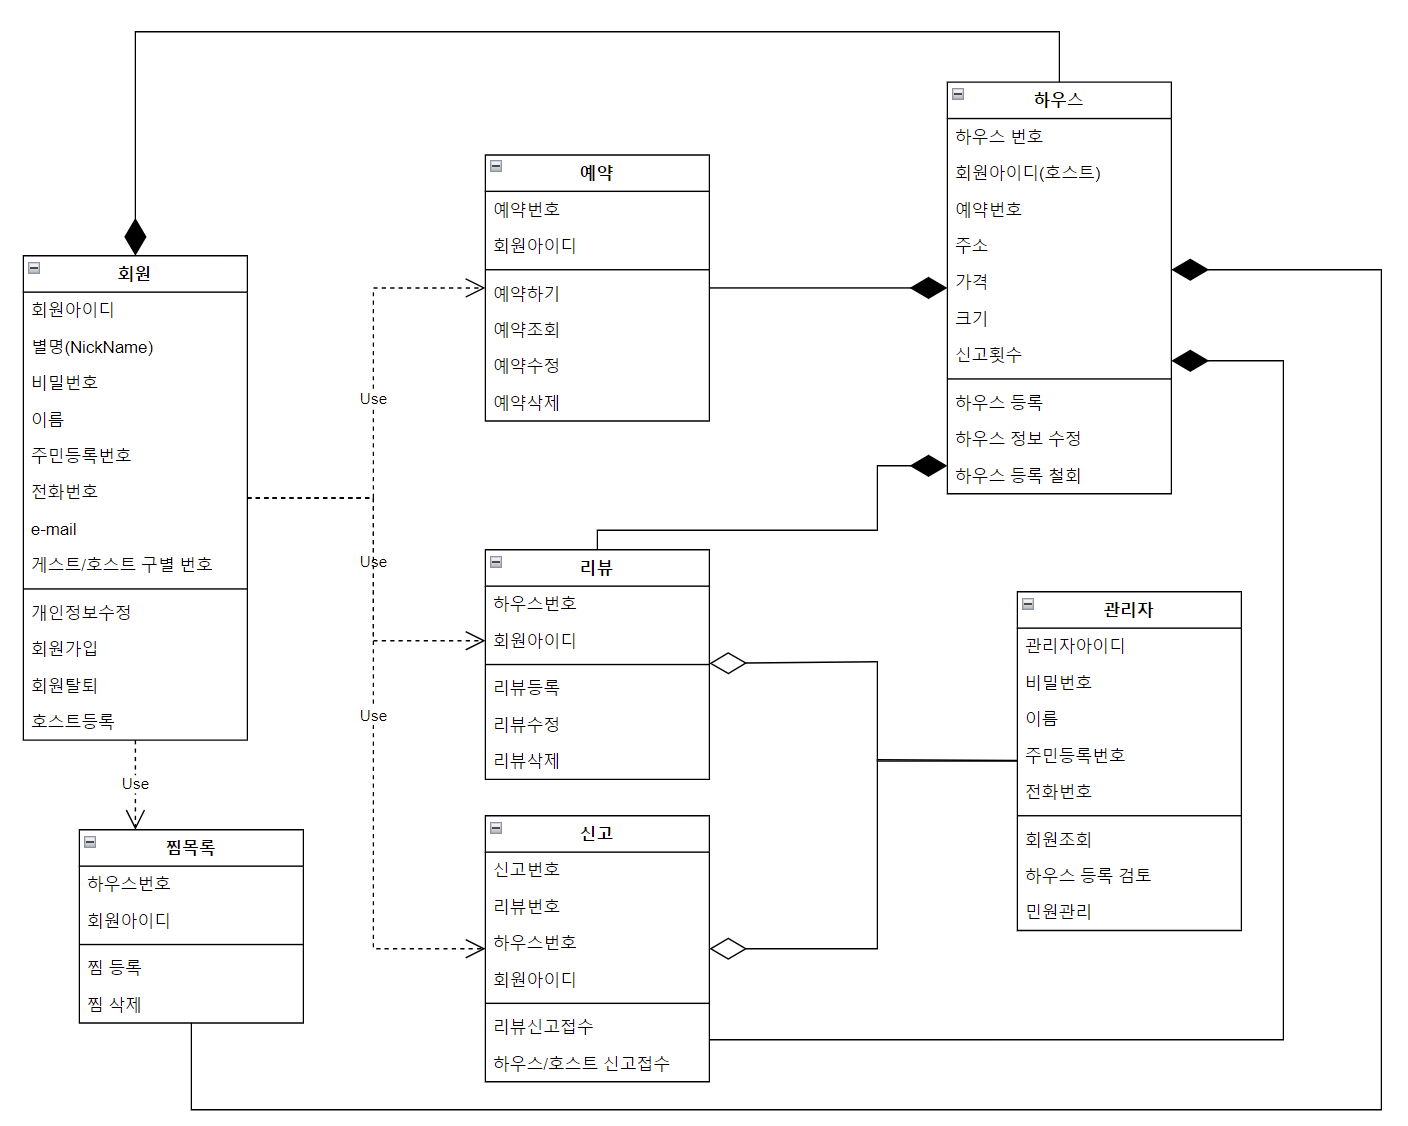 하우스
하우스 번호
회원아이디(호스트)
예약번호
주소
가격
크기
신고횟수
하우스 등록
하우스 정보 수정
하우스 등록 철회
예약
예약번호
회원아이디
예약하기
예약조회
예약수정
예약삭제
회원
회원아이디
별명(NickName)
비밀번호
이름
주민등록번호
전화번호
e-mail
게스트/호스트 구별 번호
개인정보수정
회원가입
회원탈퇴
호스트등록
Use
Use
Use
Use
리뷰
하우스번호
회원아이디
리뷰등록
리뷰수정
리뷰삭제
관리자
관리자아이디
비밀번호
이름
주민등록번호
전화번호
회원조회
하우스 등록 검토
민원관리
찜목록
하우스번호
회원아이디
찜 등록
찜 삭제
신고
신고번호
리뷰번호
하우스번호
회원아이디
리뷰신고접수
하우스/호스트 신고접수